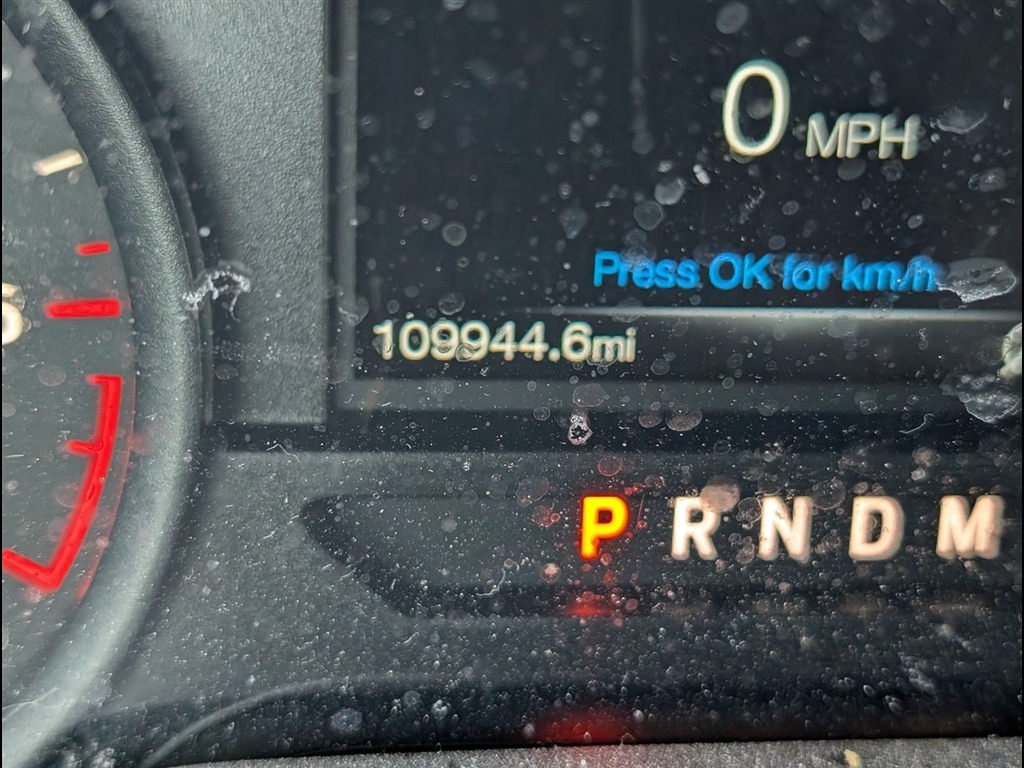 0 MPH
Press OK for km/h
109944.6mi
P R N D M